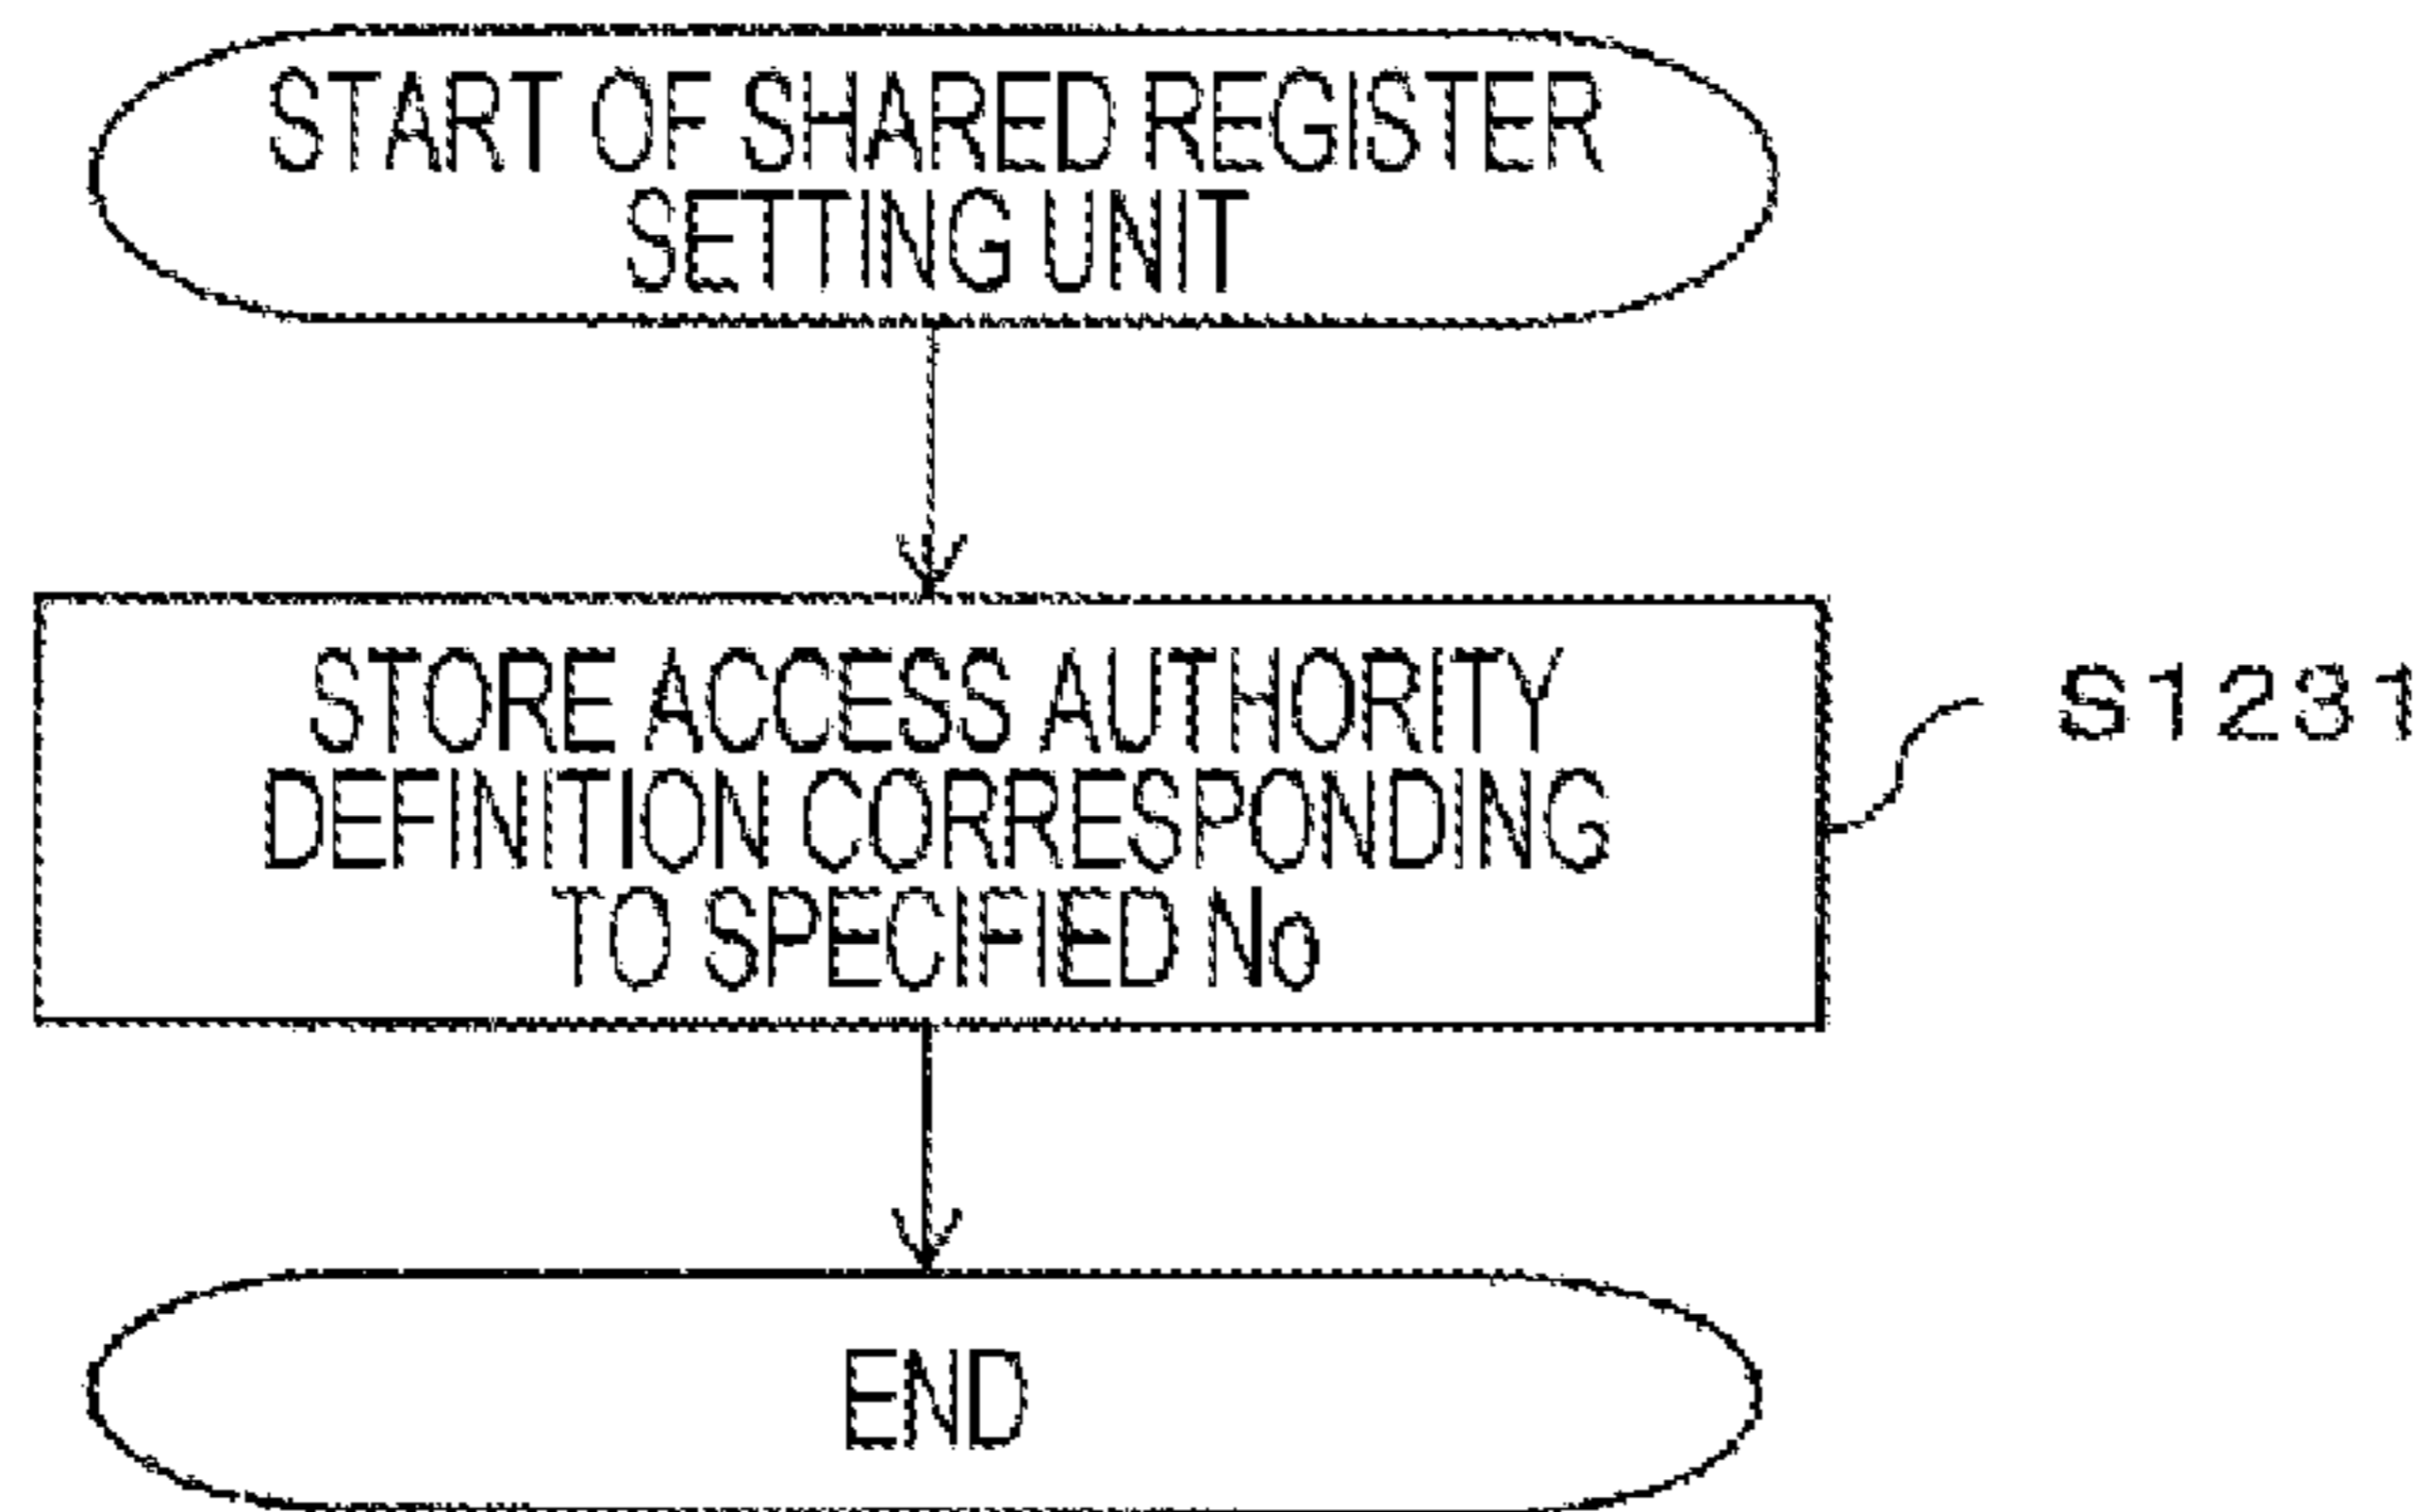 START OF SHARED REGISTER
SETTING UNIT
STORE ACCESS AUTHORITY
DEFINITION CORRESPONDING
TO SPECIFIED No
S1231
END